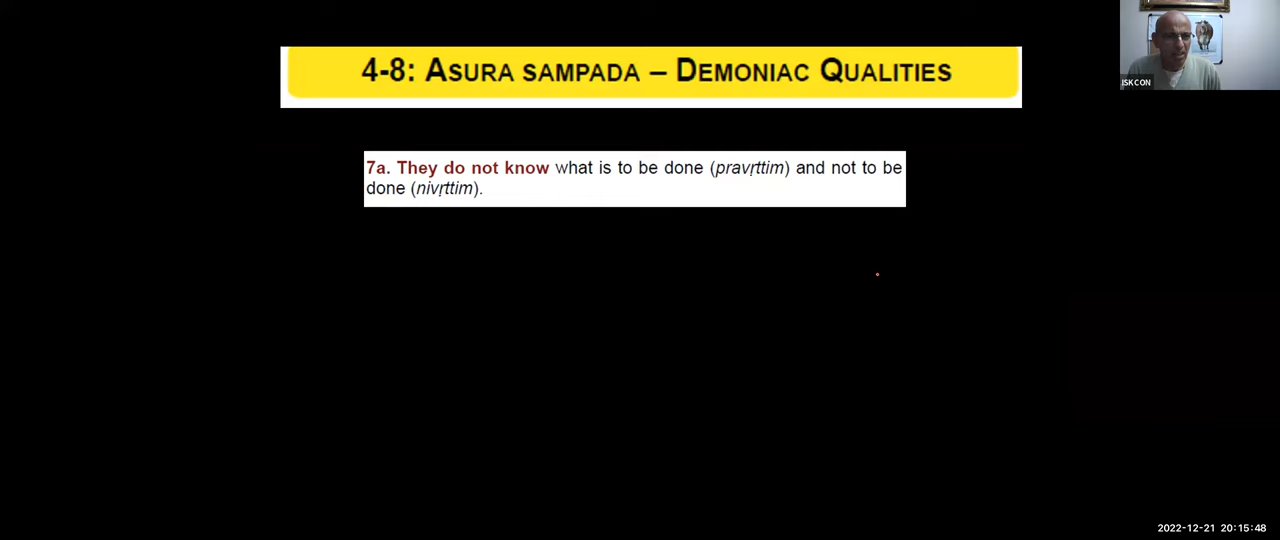 4-8: ASURA SAMPADA – DEMONIAC QUALITIES
ISKCON
7a. They do not know what is to be done (pravṛttim) and not to be
done (nivṛttim).
2022-12-21 20:15:48